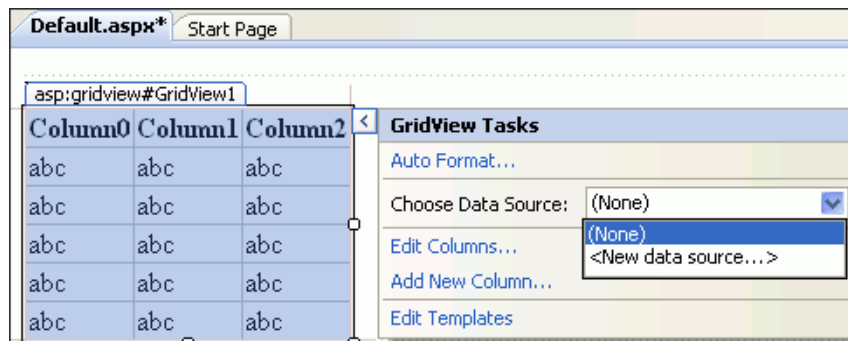 Default.aspx* Start Page
asp:gridview#GridView1
Column0 Column1 Column2
abc abc abc
abc abc abc
abc abc abc
abc abc abc
abc abc abc
GridView Tasks
Auto Format...
Choose Data Source: (None)
(None)
<New data source...>
Edit Columns...
Add New Column...
Edit Templates